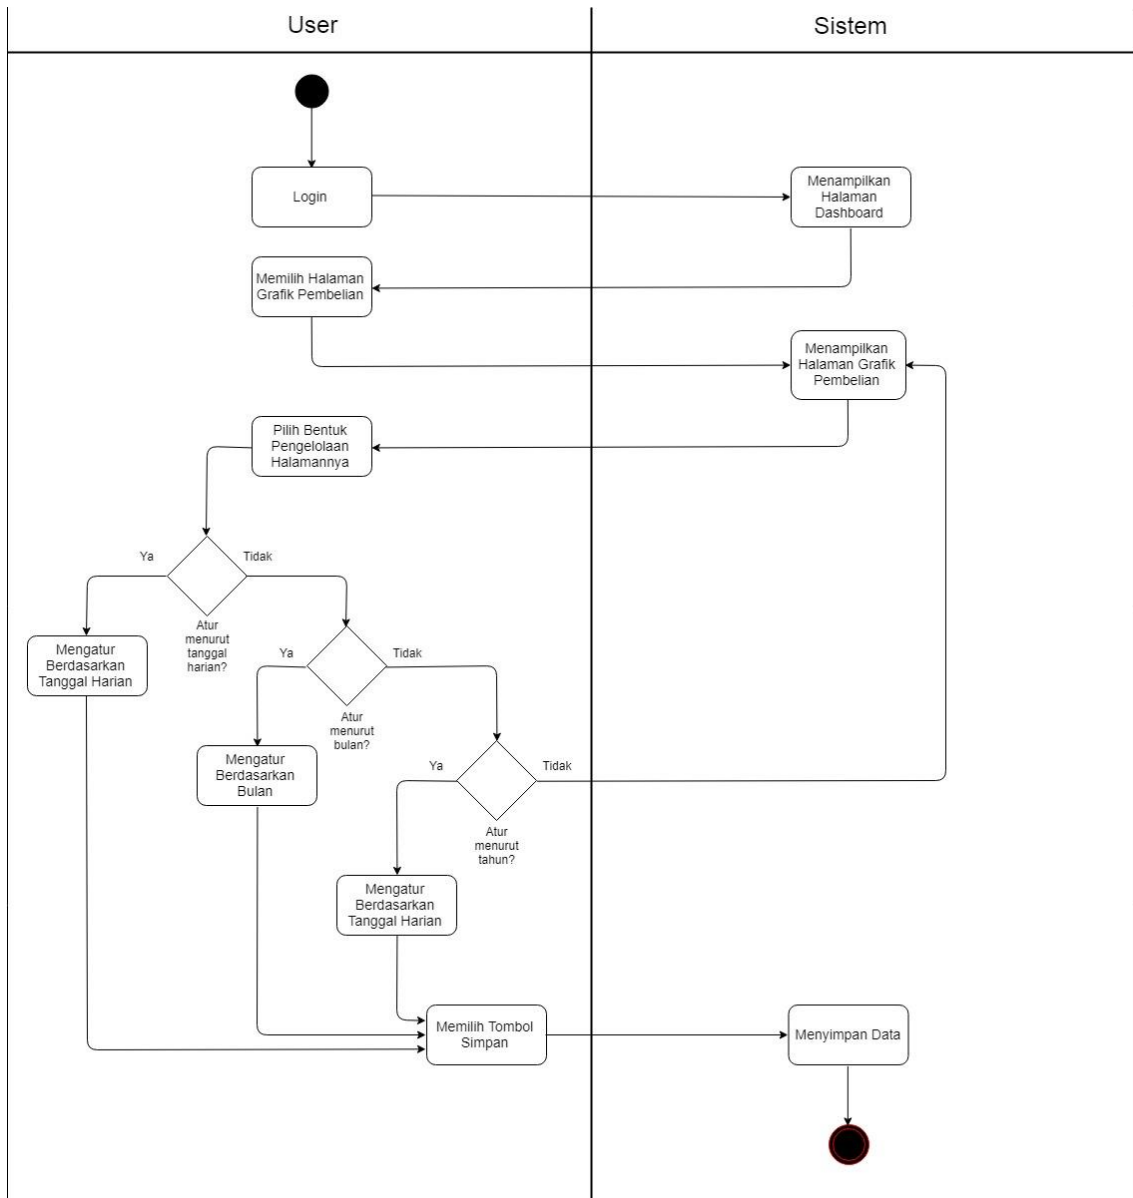 User
Sistem
Login
Menampilkan
Halaman
Dashboard
Memilih Halaman
Grafik Pembelian
Menampilkan
Halaman Grafik
Pembelian
Pilih Bentuk
Pengelolaan
Halamannya
Ya
Tidak
Atur
menurut
tanggal
harian?
Mengatur
Berdasarkan
Tanggal Harian
Ya
Tidak
Atur
menurut
bulan?
Mengatur
Berdasarkan
Bulan
Ya
Tidak
Atur
menurut
tahun?
Mengatur
Berdasarkan
Tanggal Harian
Memilih Tombol
Simpan
Menyimpan Data